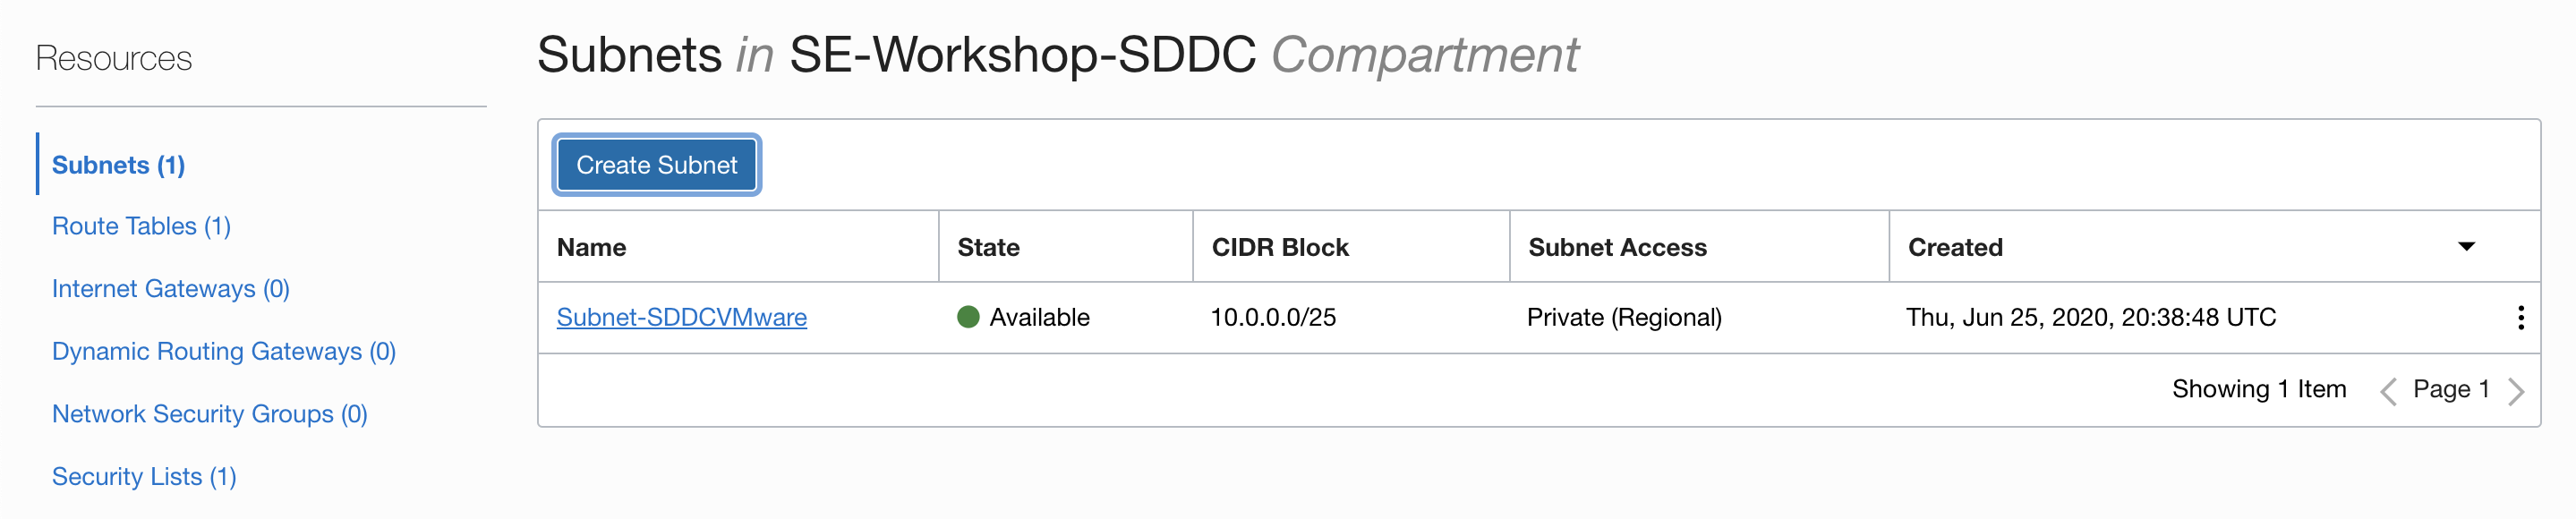 Resources
Subnets (1)
Route Tables (1)
Internet Gateways (0)
Dynamic Routing Gateways (0)
Network Security Groups (0)
Security Lists (1)
Subnets in SE-Workshop-SDDC Compartment
Create Subnet
Name State CIDR Block Subnet Access Created
Subnet-SDDCVMware Available 10.0.0.0/25 Private (Regional) Thu, Jun 25, 2020, 20:38:48 UTC
Showing 1 Item Page 1